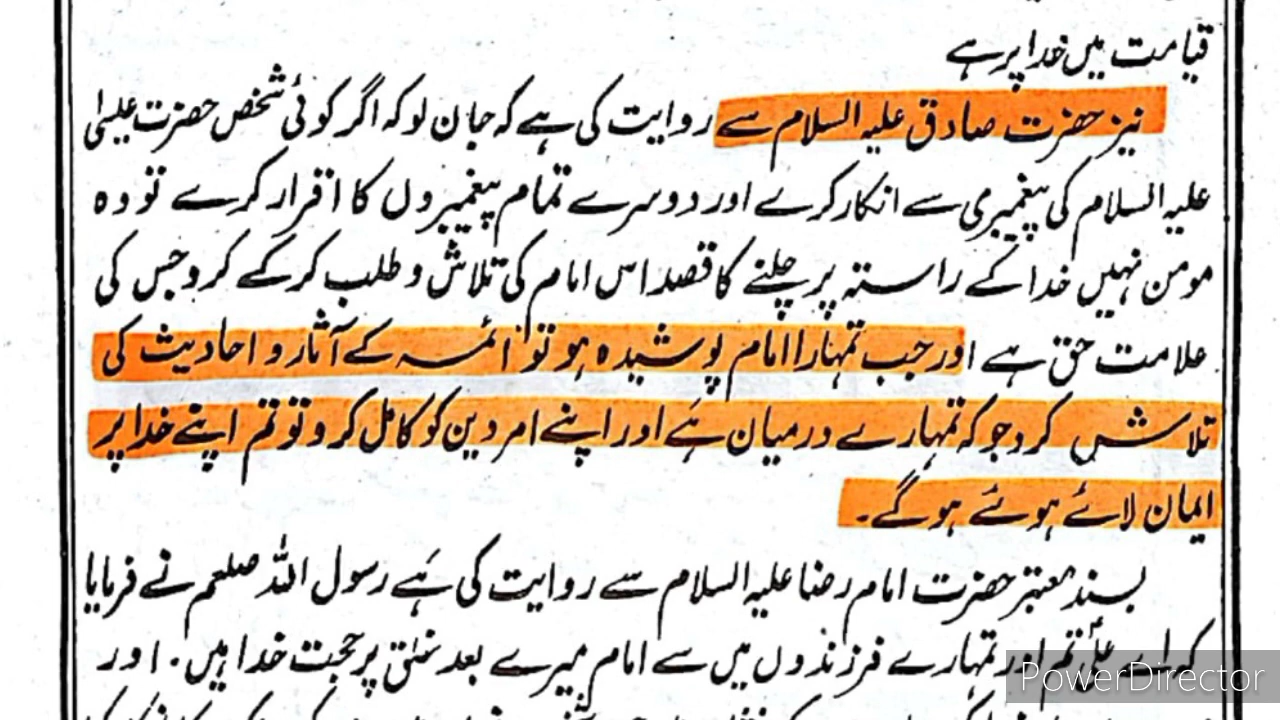 قیامت میں خدا پر ہے
نیز حضرت صادق علیہ السلام سے روایت کی ہے کہ جان لو کہ اگر کوئی شخص حضرت عیسٰی
علیہ السلام کی پیغمبری سے انکار کرے اور دوسرے تمام پیغمبروں کا اقرار کرے تو وہ
مومن نہیں خدا کے راستہ پر چلنے کا قصد اس امام کی تلاش و طلب کر کے کرو جس کی
علامت حق ہے اور جب تمہارا امام پوشیدہ ہو تو ائمہ کے آثار و احادیث کی
تلاش کرو جو کہ تمہارے درمیان ہے اور اپنے امر دین کو کامل کرو تو تم اپنے خدا پر
ایمان لائے ہوئے ہو گے۔
بسند معتبر حضرت امام رضا علیہ السلام سے روایت کی ہے رسول اللہ صلعم نے فرمایا
کہ اے علیؑ تم اور تمہارے فرزندوں میں سے امام میرے بعد خلق پر حجت خدا ہیں. اور
PowerDirector